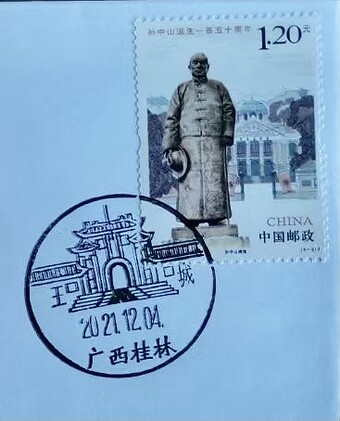 孙中山诞生一百五十周年
1.20元
CHINA
中国邮政
王城
2021.12.04.
广西桂林